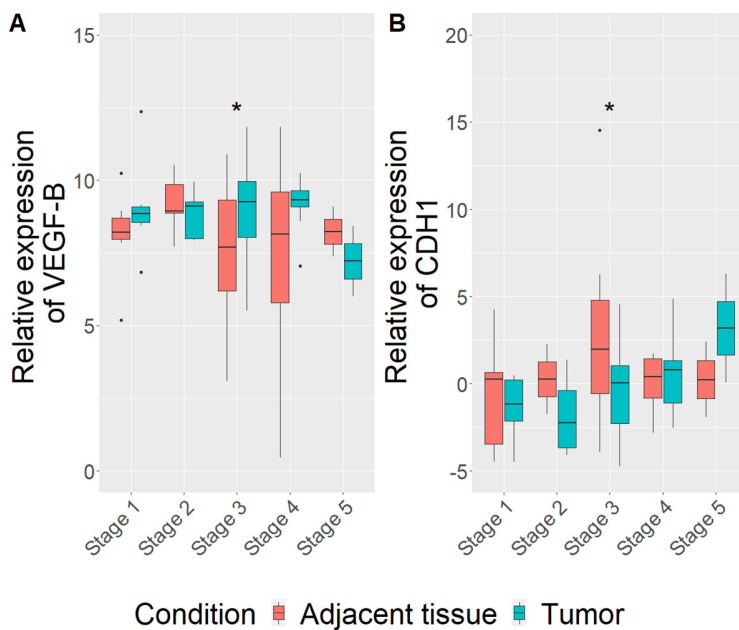 A
Relative expression
of VEGF-B
15
10
5
0
*
Stage 1
Stage 2
Stage 3
Stage 4
Stage 5
B
Relative expression
of CDH1
20
15
10
5
0
-5
*
Stage 1
Stage 2
Stage 3
Stage 4
Stage 5
Condition Adjacent tissue Tumor